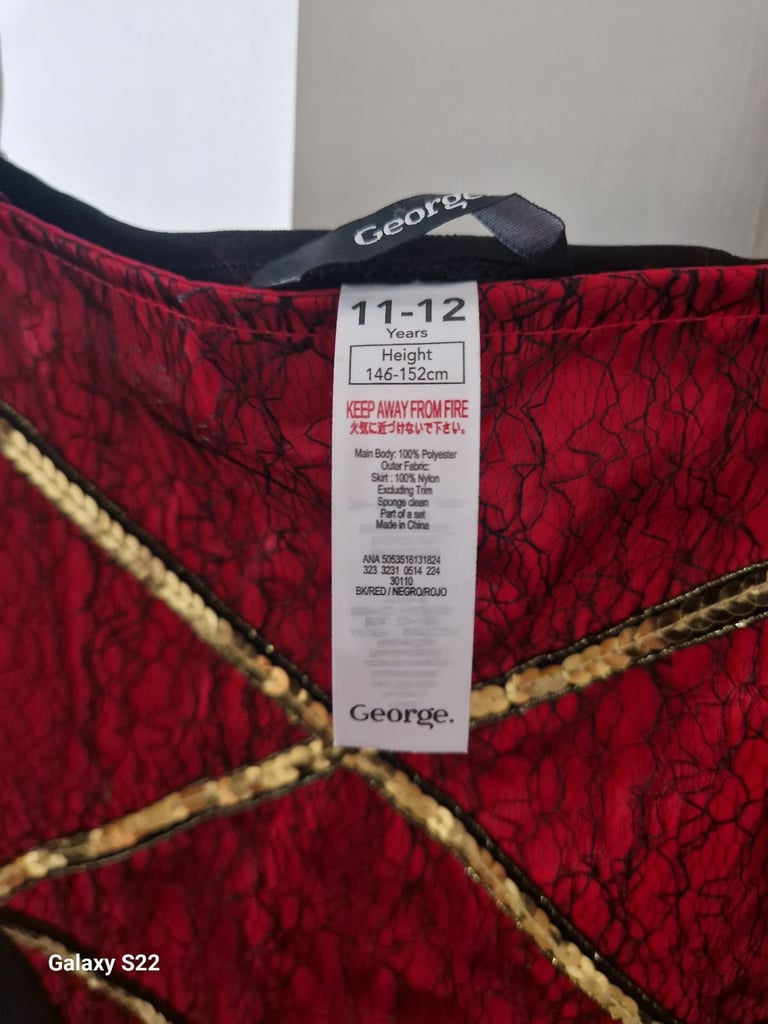 George
11-12
Years
Height
146-152cm
KEEP AWAY FROM FIRE
火気に近づけないで下さい。
Main Body: 100% Polyester
Outer Fabric:
Skirt : 100% Nylon
Excluding Trim
Sponge clean
Part of a set
Made in China
ANA 5053516131824
323 3231 0514 224
30110
BK/RED / NEGRO/ROJO
George.
Galaxy S22